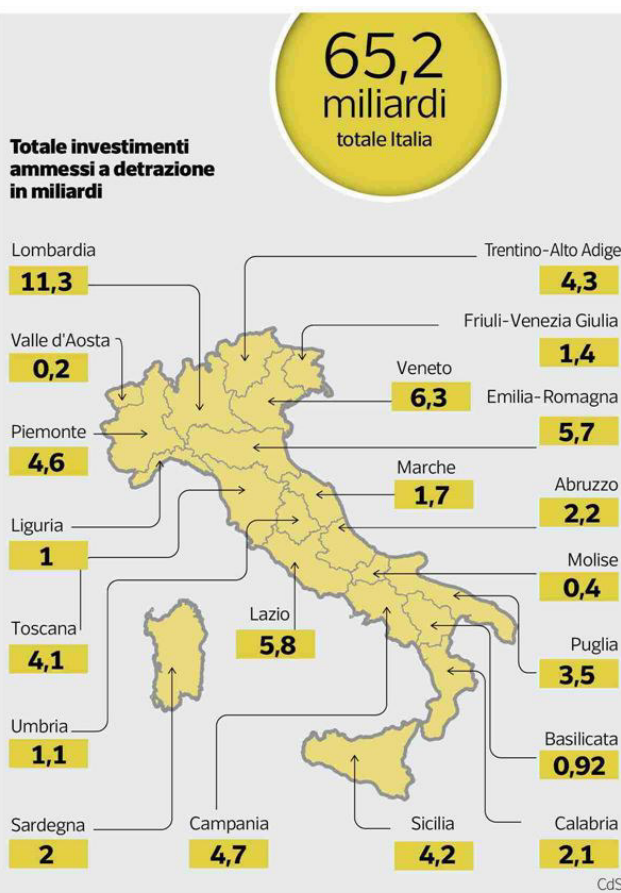 65,2
miliardi
totale Italia
Totale investimenti
ammessi a detrazione
in miliardi
Lombardia
11,3
Valle d'Aosta
0,2
Piemonte
4,6
Liguria
1
Toscana
4,1
Umbria
1,1
Sardegna
2
Campania
4,7
Lazio
5,8
Sicilia
4,2
Trentino-Alto Adige
4,3
Friuli-Venezia Giulia
1,4
Veneto
6,3
Emilia-Romagna
5,7
Marche
1,7
Abruzzo
2,2
Molise
0,4
Puglia
3,5
Basilicata
0,92
Calabria
2,1
CdS